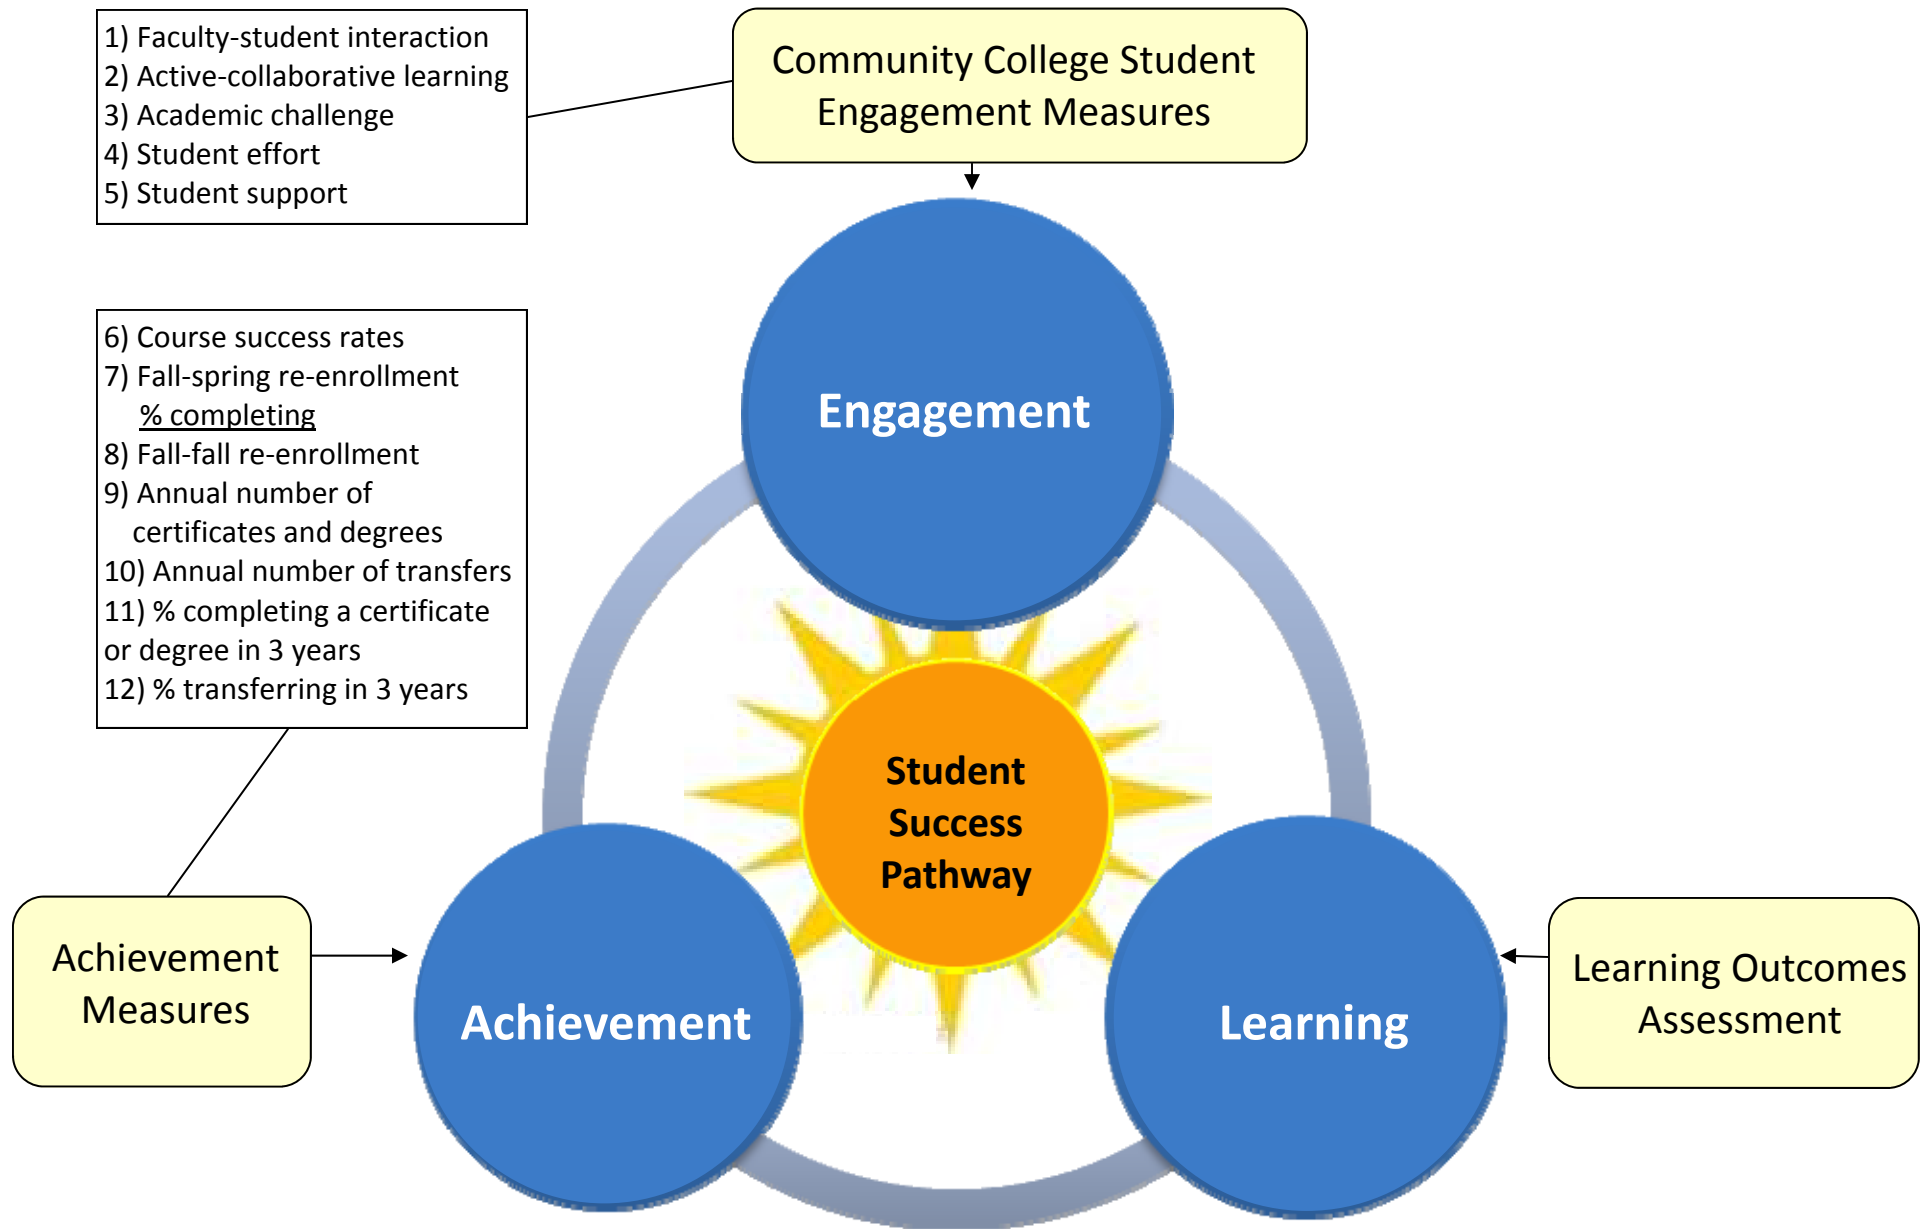 1) Faculty-student interaction
2) Active-collaborative learning
3) Academic challenge
4) Student effort
5) Student support
Community College Student
Engagement Measures
6) Course success rates
7) Fall-spring re-enrollment
% completing
8) Fall-fall re-enrollment
9) Annual number of
certificates and degrees
10) Annual number of transfers
11) % completing a certificate
or degree in 3 years
12) % transferring in 3 years
Engagement
Student
Success
Pathway
Achievement
Measures
Achievement
Learning
Learning Outcomes
Assessment